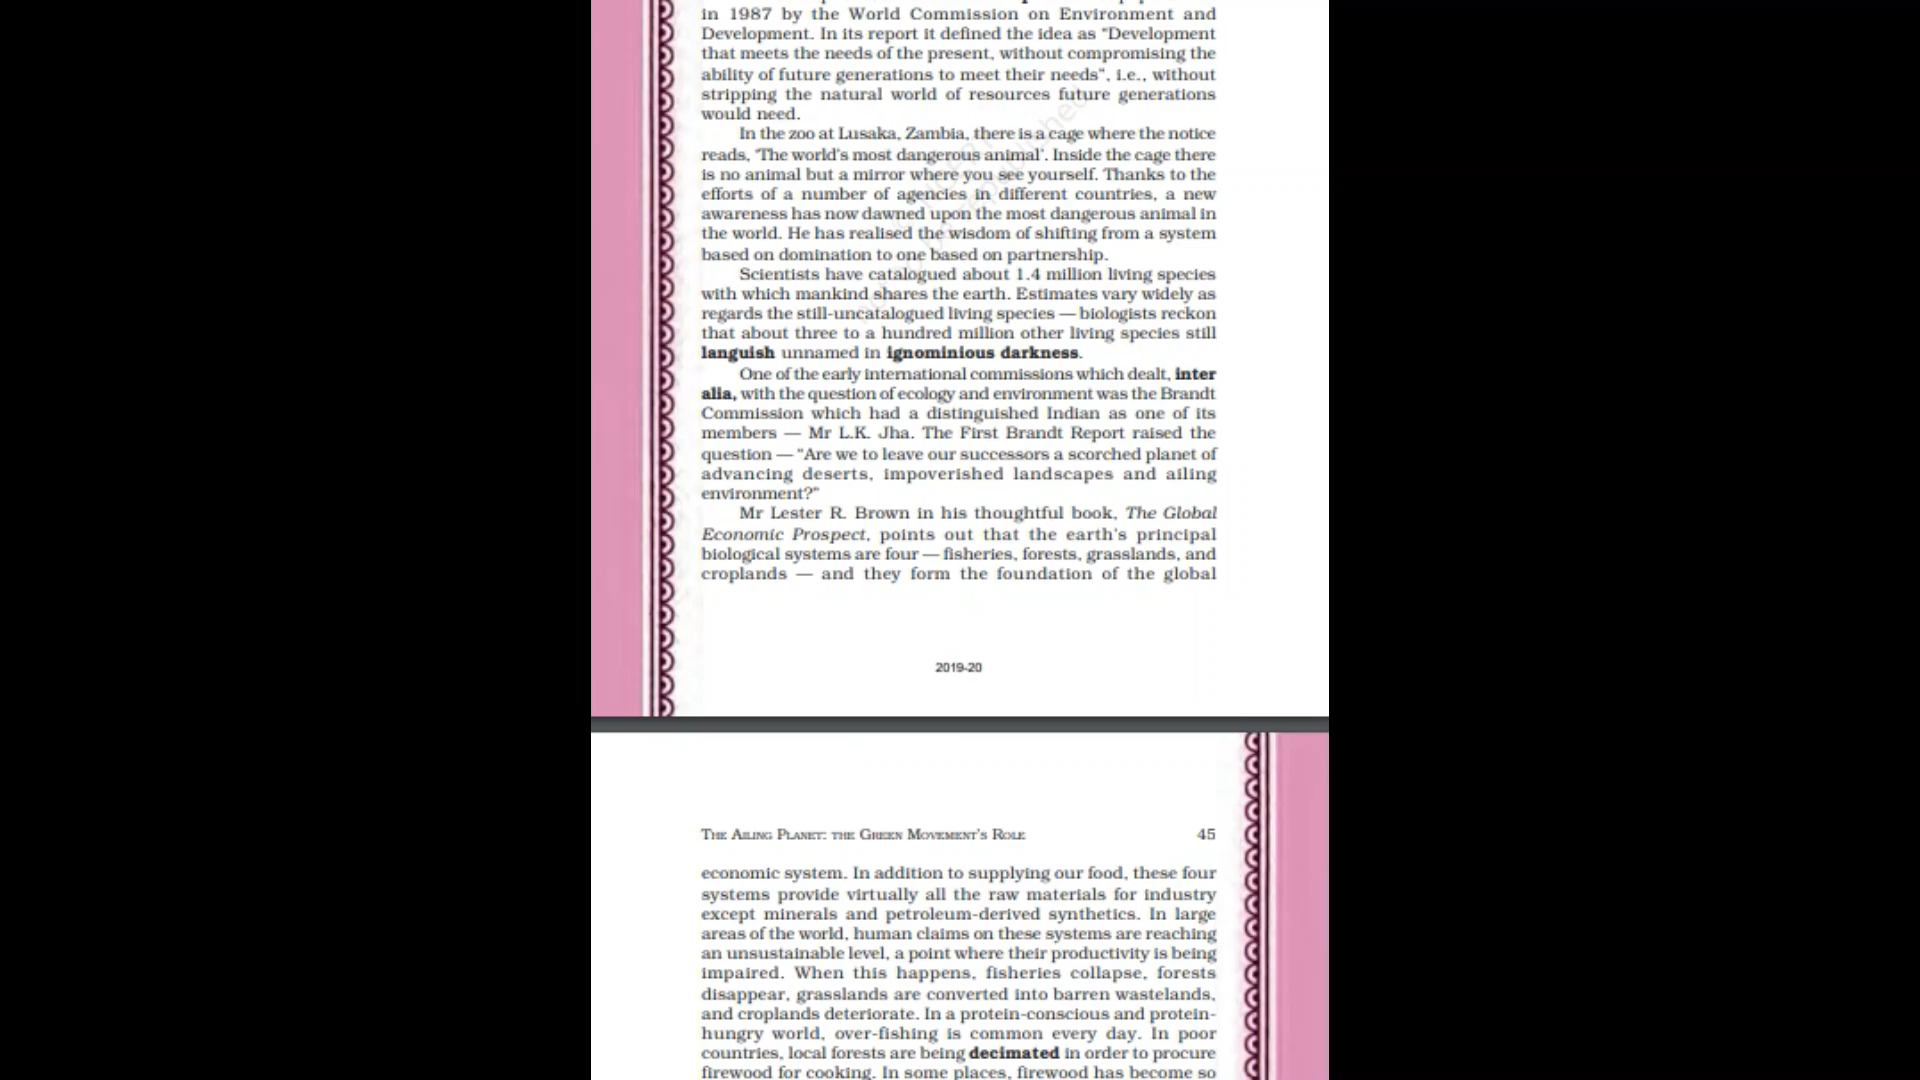 in 1987 by the World Commission on Environment and
Development. In its report it defined the idea as "Development
that meets the needs of the present, without compromising the
ability of future generations to meet their needs", i.e., without
stripping the natural world of resources future generations
would need.
In the zoo at Lusaka, Zambia, there is a cage where the notice
reads, 'The world's most dangerous animal'. Inside the cage there
is no animal but a mirror where you see yourself. Thanks to the
efforts of a number of agencies in different countries, a new
awareness has now dawned upon the most dangerous animal in
the world. He has realised the wisdom of shifting from a system
based on domination to one based on partnership.
Scientists have catalogued about 1.4 million living species
with which mankind shares the earth. Estimates vary widely as
regards the still-uncatalogued living species — biologists reckon
that about three to a hundred million other living species still
languish unnamed in ignominious darkness.
One of the early international commissions which dealt, inter
alia, with the question of ecology and environment was the Brandt
Commission which had a distinguished Indian as one of its
members — Mr L.K. Jha. The First Brandt Report raised the
question — "Are we to leave our successors a scorched planet of
advancing deserts, impoverished landscapes and ailing
environment?"
Mr Lester R. Brown in his thoughtful book, The Global
Economic Prospect, points out that the earth's principal
biological systems are four — fisheries, forests, grasslands, and
croplands — and they form the foundation of the global
2019-20
The Ailing Planet: the Green Movement's Role 45
economic system. In addition to supplying our food, these four
systems provide virtually all the raw materials for industry
except minerals and petroleum-derived synthetics. In large
areas of the world, human claims on these systems are reaching
an unsustainable level, a point where their productivity is being
impaired. When this happens, fisheries collapse, forests
disappear, grasslands are converted into barren wastelands,
and croplands deteriorate. In a protein-conscious and protein-
hungry world, over-fishing is common every day. In poor
countries, local forests are being decimated in order to procure
firewood for cooking. In some places, firewood has become so